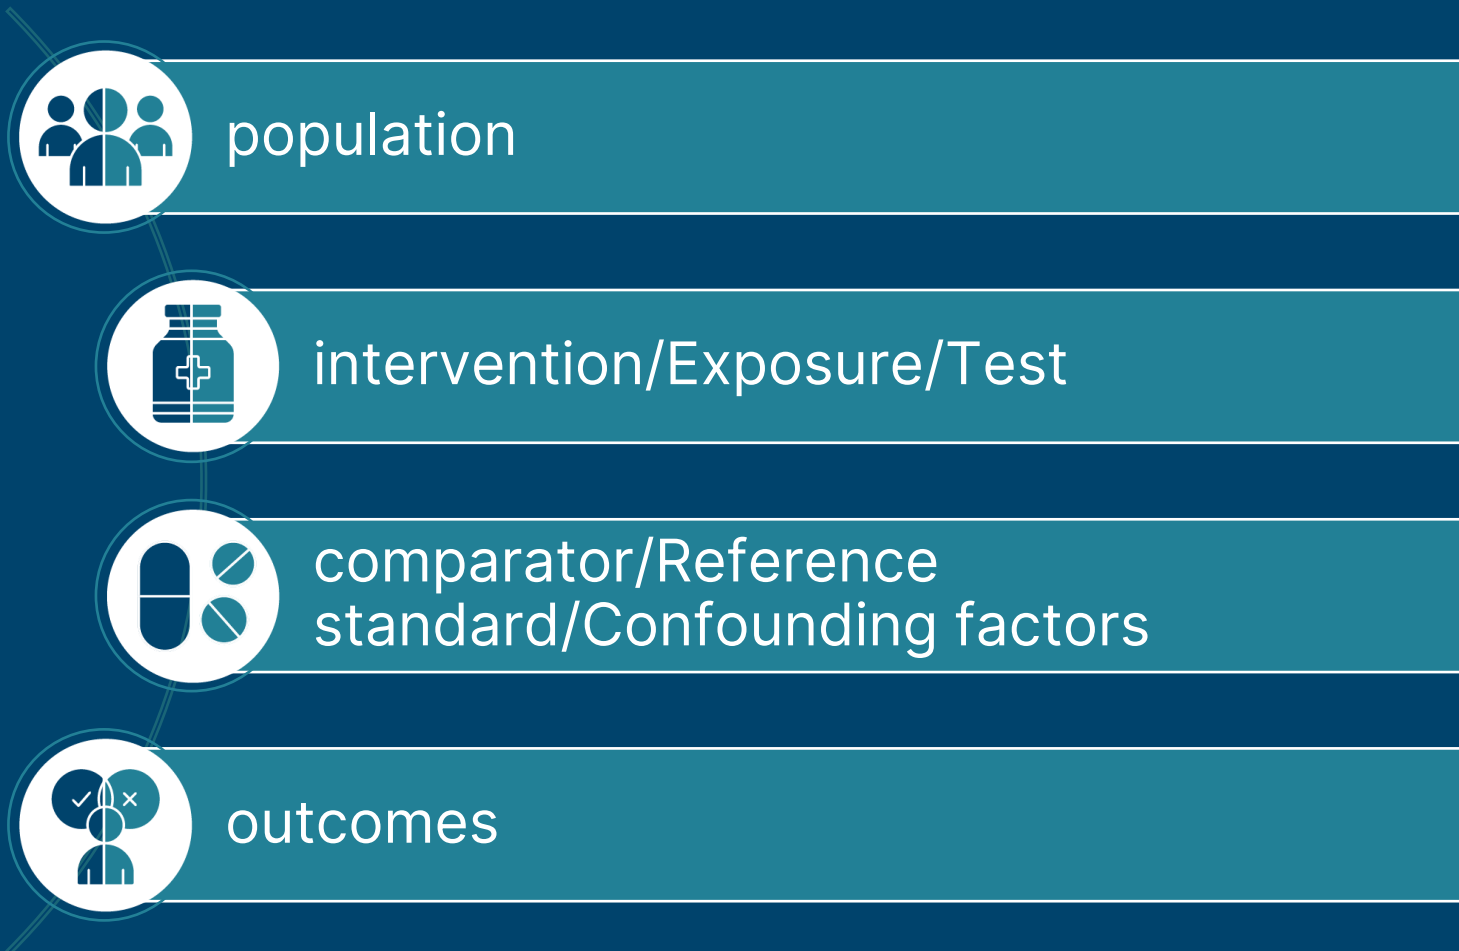 population
intervention/Exposure/Test
comparator/Reference
standard/Confounding factors
outcomes